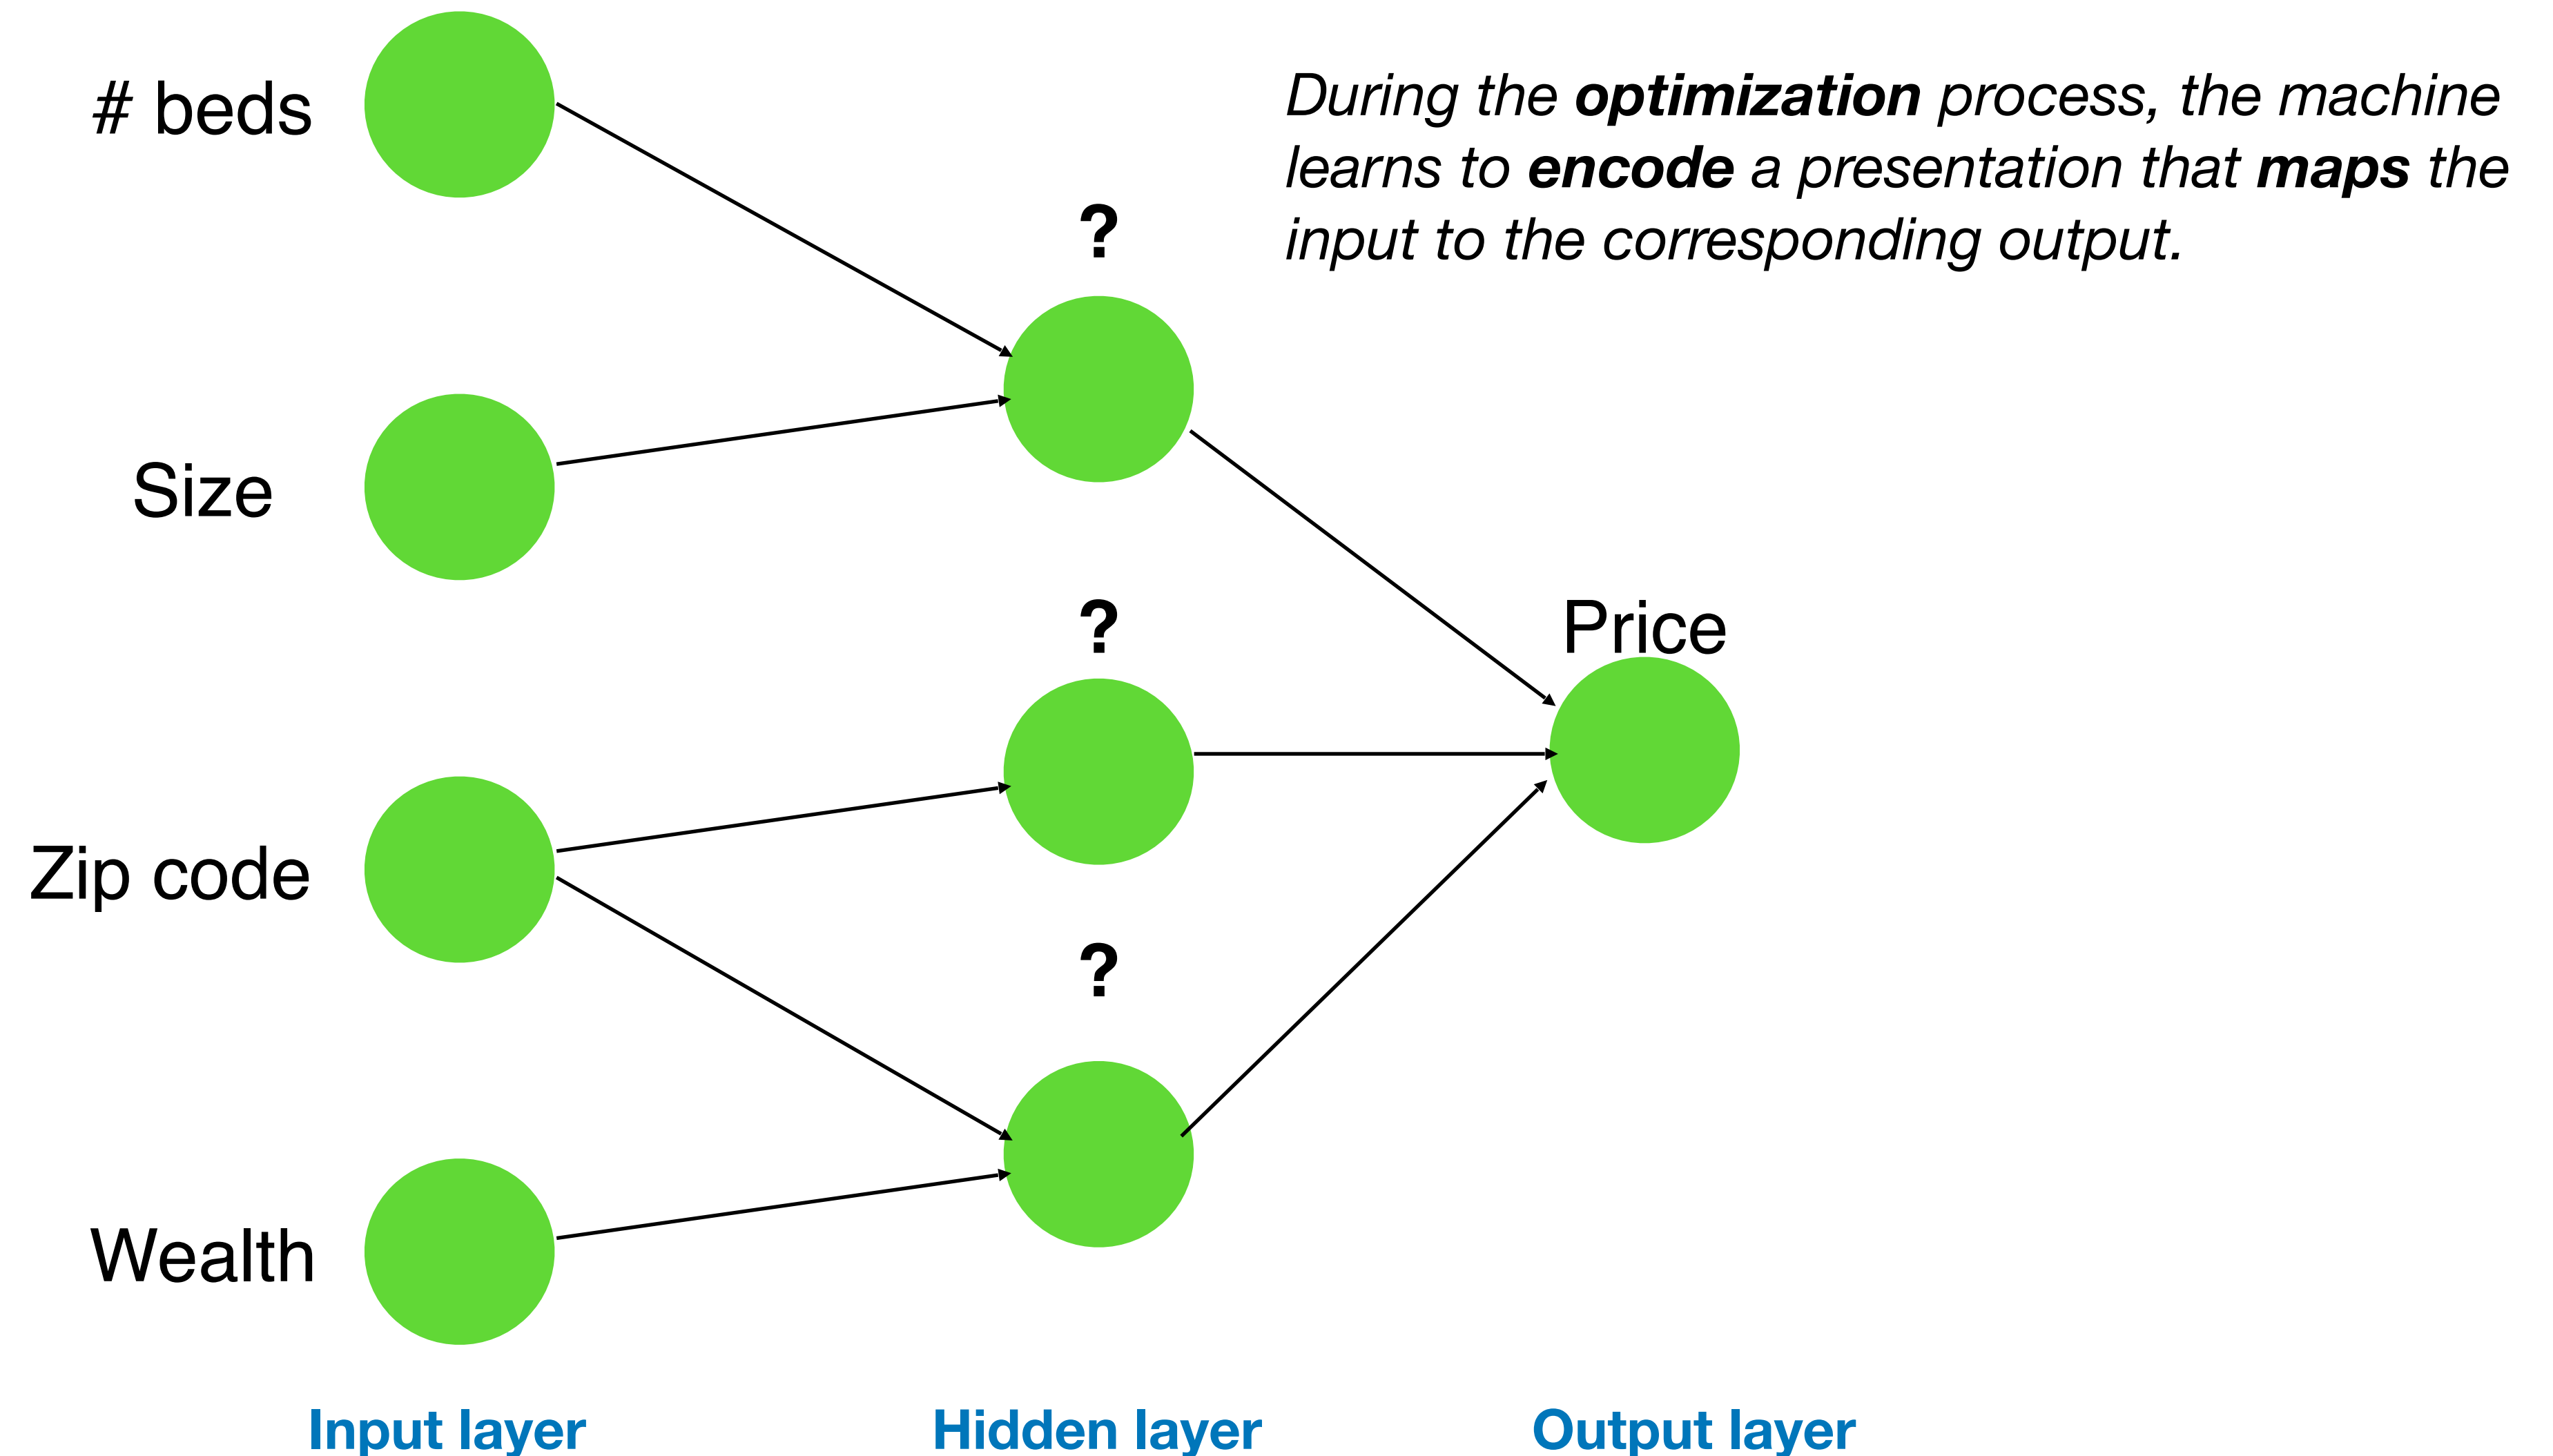 # beds
During the optimization process, the machine
learns to encode a presentation that maps the
input to the corresponding output.
?
Size
?
Price
Zip code
?
Wealth
Input layer
Hidden layer
Output layer